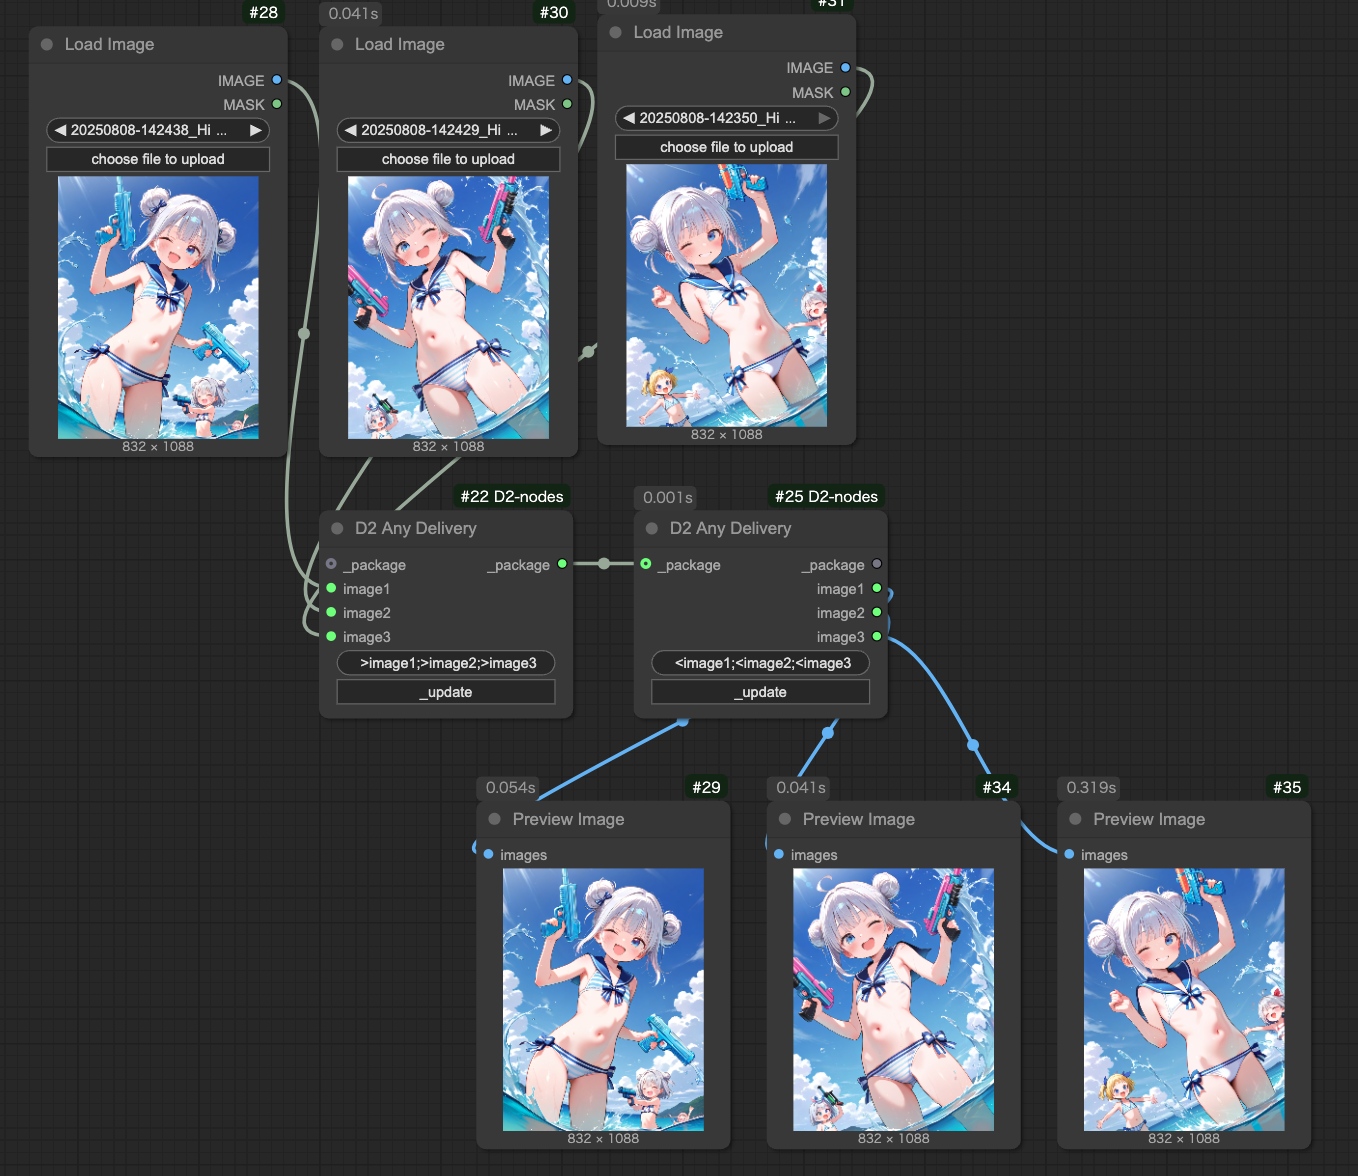 #28
0.041s
#30
0.009s
#31
Load Image
IMAGE
MASK
20250808-142438_Hi ...
choose file to upload
832 × 1088
Load Image
IMAGE
MASK
20250808-142429_Hi ...
choose file to upload
832 × 1088
Load Image
IMAGE
MASK
20250808-142350_Hi ...
choose file to upload
832 × 1088
#22 D2-nodes
D2 Any Delivery
_package
_package
image1
image2
image3
>image1;>image2;>image3
_update
0.001s
#25 D2-nodes
D2 Any Delivery
_package
_package
image1
image2
image3
<image1;<image2;<image3
_update
0.054s
#29
Preview Image
images
832 × 1088
0.041s
#34
Preview Image
images
832 × 1088
0.319s
#35
Preview Image
images
832 × 1088